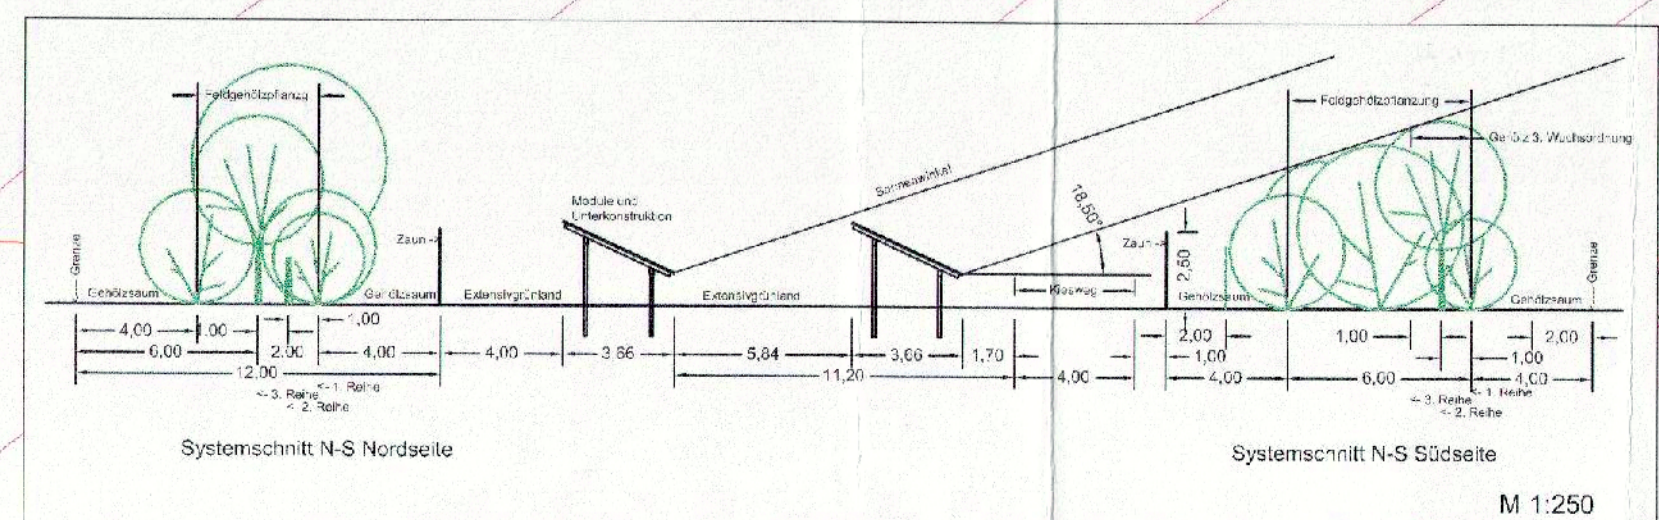 Feldgehölzpflanzg
Feldgehölzpflanzung
Gehölz 3. Wuchsordnung
Sonnenwinkel
Module und
Unterkonstruktion
18,50°
Zaun ->
Zaun ->
2,50
Grenze
Grenze
Gehölzsaum
Gehölzsaum
Extensivgrünland
Extensivgrünland
Kiesweg
Gehölzsaum
Gehölzsaum
4,00
1,00
1,00
6,00
2,00
4,00
4,00
3,66
5,84
3,66
1,70
2,00
1,00
2,00
12,00
11,20
4,00
1,00
4,00
6,00
1,00
4,00
<- 1. Reihe
<- 3. Reihe
<- 2. Reihe
<- 1. Reihe
<- 3. Reihe
<- 2. Reihe
Systemschnitt N-S Nordseite
Systemschnitt N-S Südseite
M 1:250